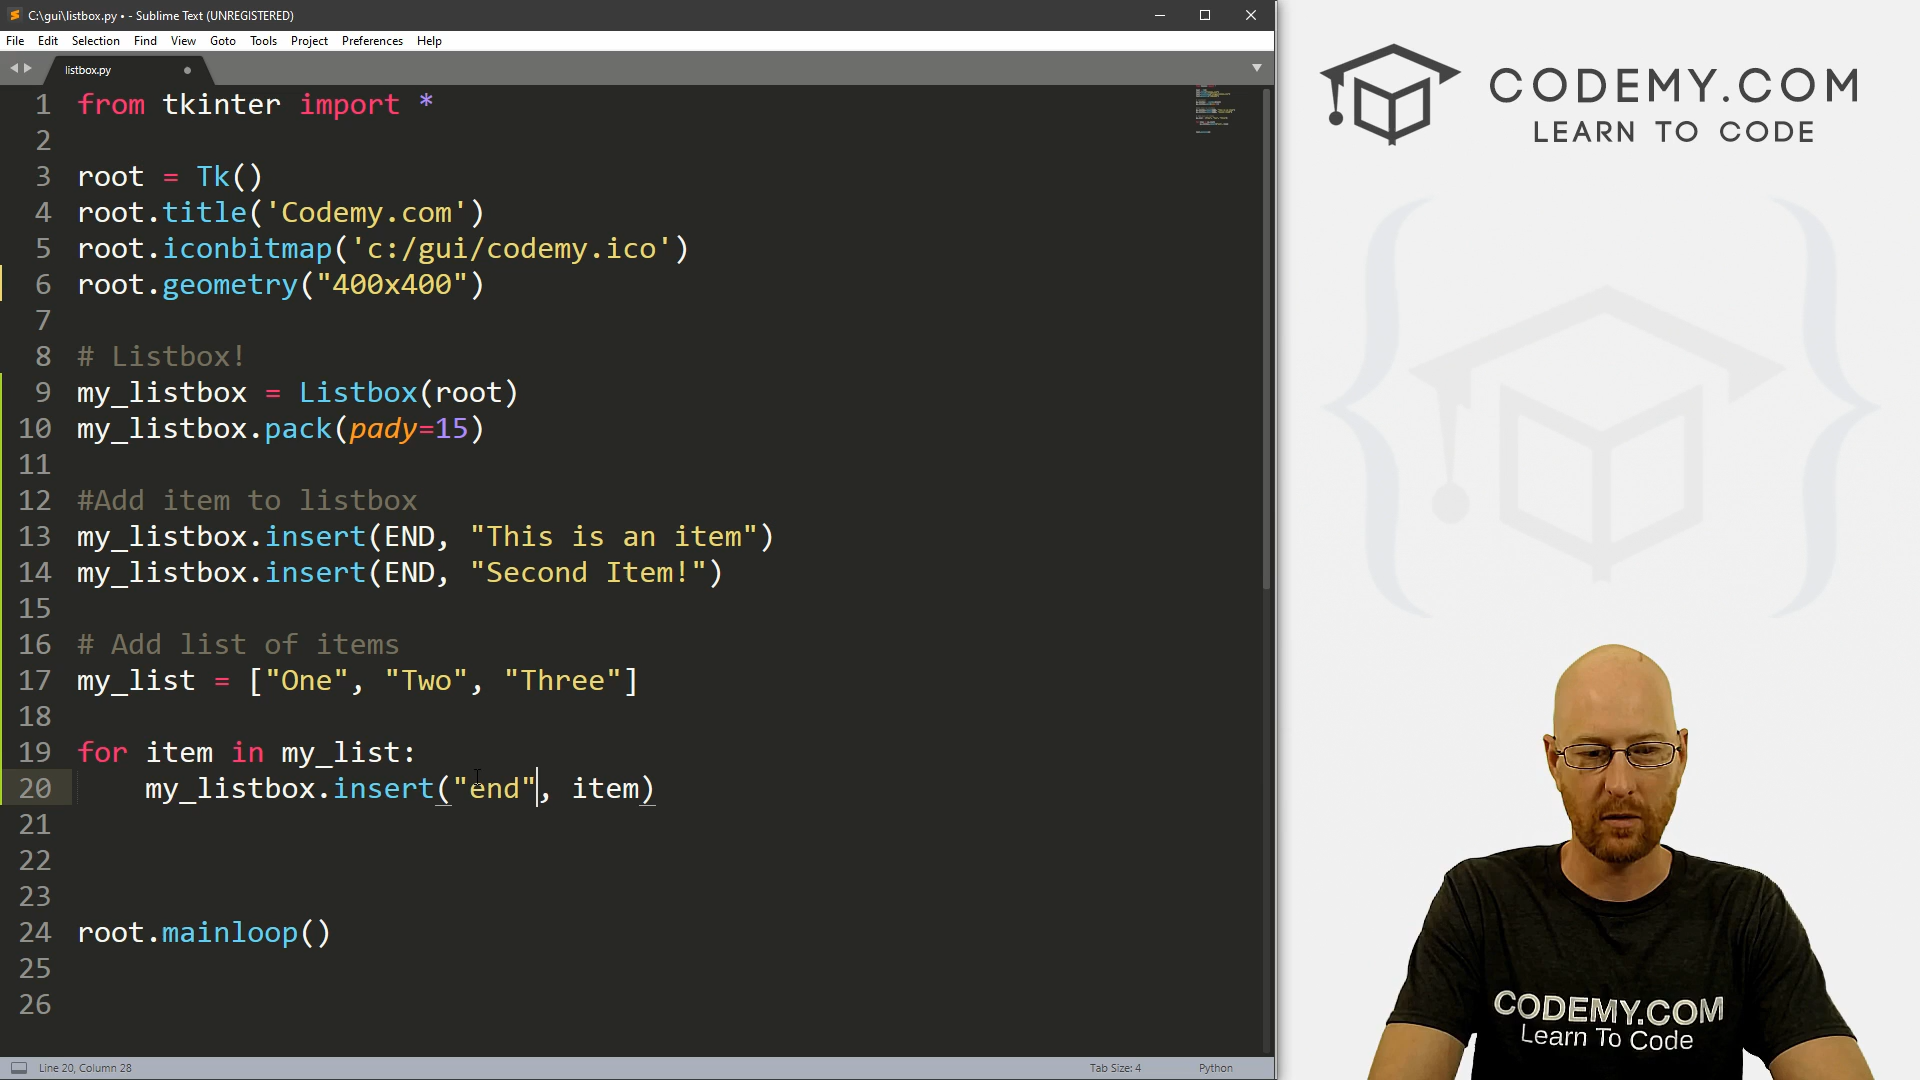 C:\gui\listbox.py • - Sublime Text (UNREGISTERED)
File Edit Selection Find View Goto Tools Project Preferences Help
listbox.py
1 from tkinter import *
2
3 root = Tk()
4 root.title('Codemy.com')
5 root.iconbitmap('c:/gui/codemy.ico')
6 root.geometry("400x400")
7
8 # Listbox!
9 my_listbox = Listbox(root)
10 my_listbox.pack(pady=15)
11
12 #Add item to listbox
13 my_listbox.insert(END, "This is an item")
14 my_listbox.insert(END, "Second Item!")
15
16 # Add list of items
17 my_list = ["One", "Two", "Three"]
18
19 for item in my_list:
20     my_listbox.insert("end", item)
21
22
23
24 root.mainloop()
25
26
Line 20, Column 28
Tab Size: 4
Python
CODEMY.COM
LEARN TO CODE
CODEMY.COM
Learn To Code